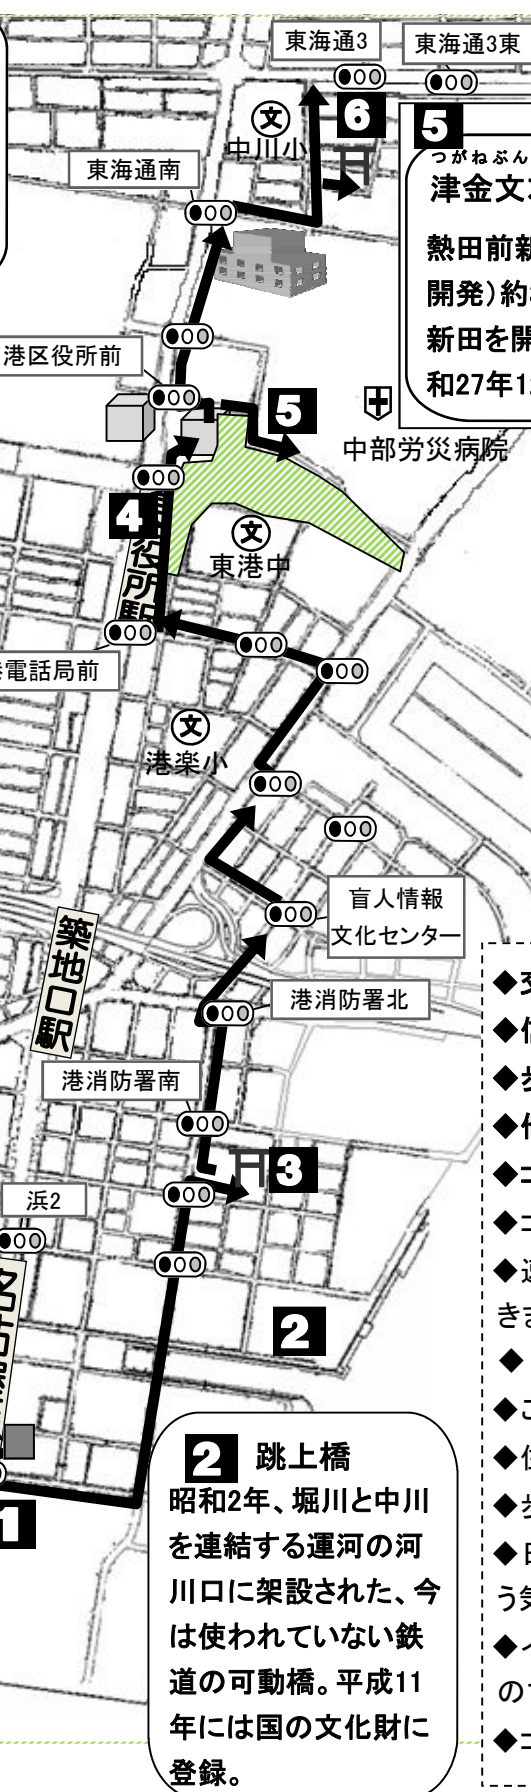 東海通3
東海通3東
6
5
中川小
つがねぶん
津金文
東海通南
熱田前新
開発)約
新田を開
和27年1
港区役所前
5
中部労災病院
4
役所駅
東港中
電話局前
港楽小
盲人情報
文化センター
築地口駅
港消防署北
港消防署南
3
浜2
2
1
2 跳上橋
昭和2年、堀川と中川
を連結する運河の河
川口に架設された、今
は使われていない鉄
道の可動橋。平成11
年には国の文化財に
登録。
きま
う気
の